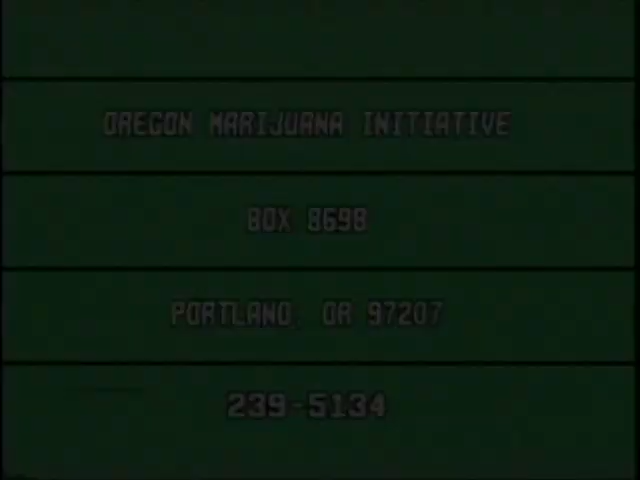 OREGON MARIJUANA INITIATIVE
BOX 8698
PORTLAND, OR 97207
239-5134